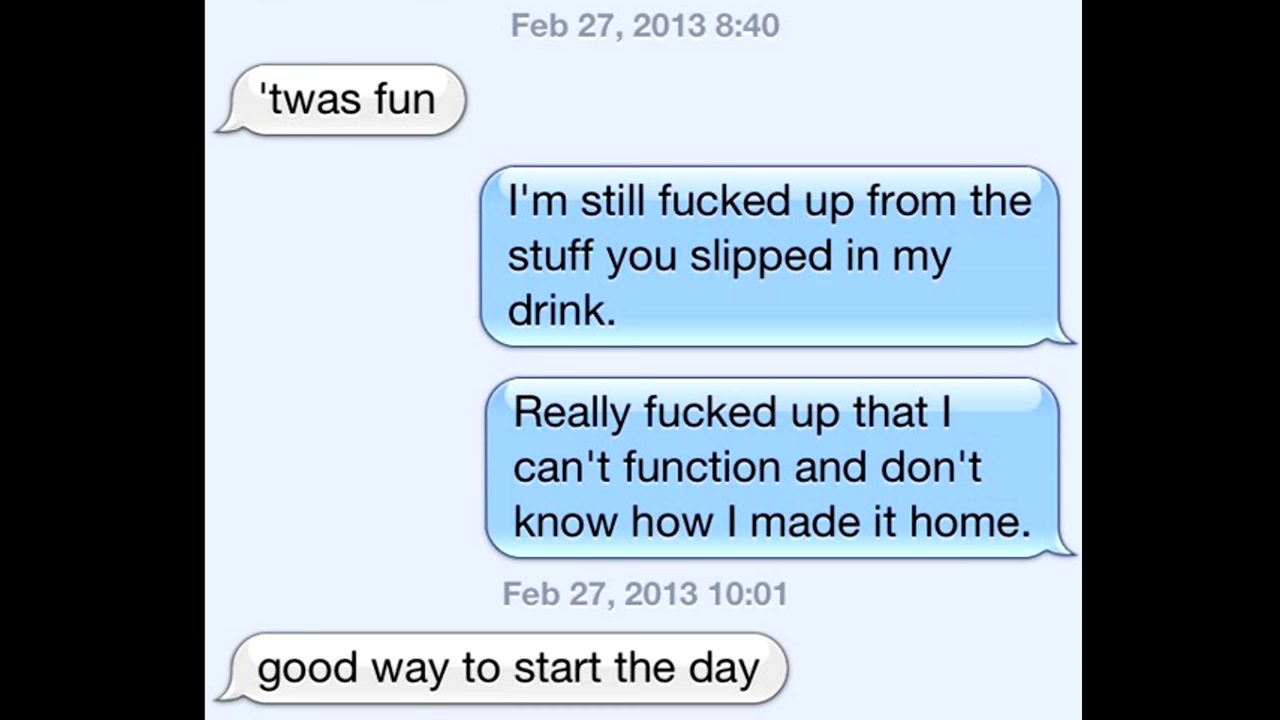 Feb 27, 2013 8:40
'twas fun
I'm still fucked up from the
stuff you slipped in my
drink.
Really fucked up that I
can't function and don't
know how I made it home.
Feb 27, 2013 10:01
good way to start the day